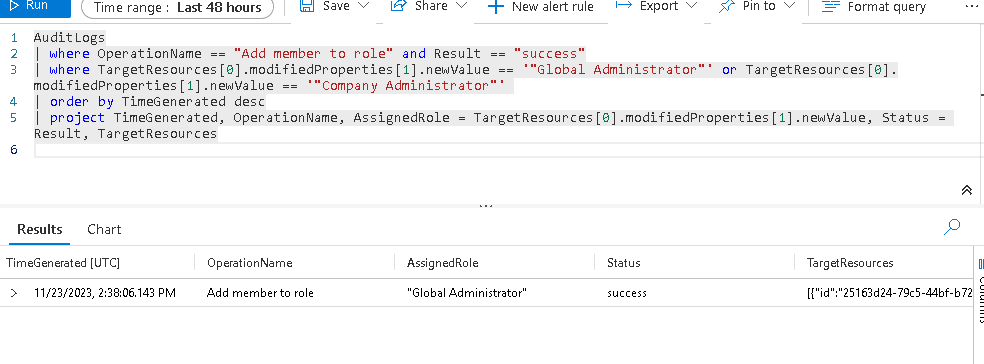 Run Time range : Last 48 hours Save Share New alert rule Export Pin to Format query ...
1 AuditLogs
2 | where OperationName == "Add member to role" and Result == "success"
3 | where TargetResources[0].modifiedProperties[1].newValue == '"Global Administrator"' or TargetResources[0].
modifiedProperties[1].newValue == '"Company Administrator"'
4 | order by TimeGenerated desc
5 | project TimeGenerated, OperationName, AssignedRole = TargetResources[0].modifiedProperties[1].newValue, Status =
Result, TargetResources
6
Results Chart
TimeGenerated [UTC] OperationName AssignedRole Status TargetResources
11/23/2023, 2:38:06.143 PM Add member to role "Global Administrator" success [{"id":"25163d24-79c5-44bf-b72
Columns